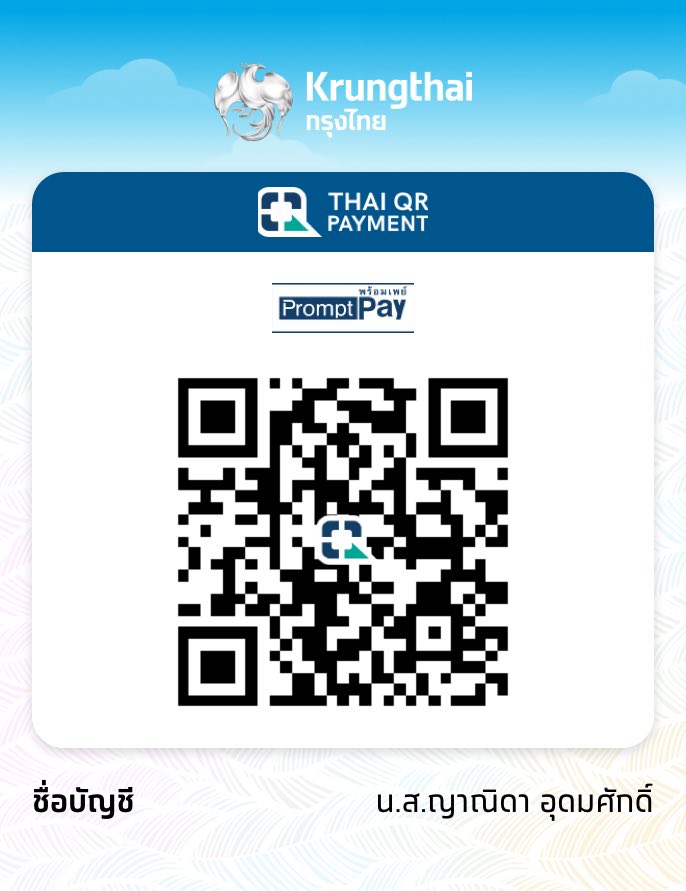 Krungthai
กรุงไทย
THAI QR
PAYMENT
พร้อมเพย์
PromptPay
ชื่อบัญชี น.ส.ญาณิดา อุดมศักดิ์